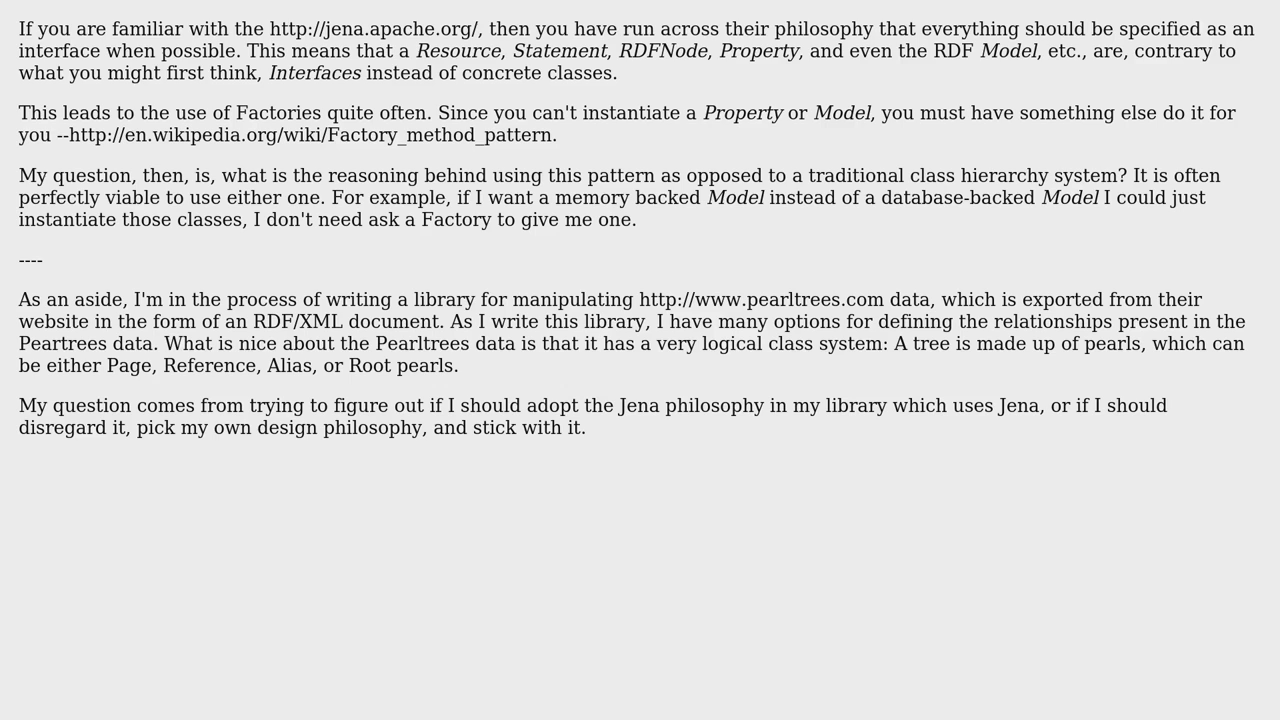 If you are familiar with the http://jena.apache.org/, then you have run across their philosophy that everything should be specified as an
interface when possible. This means that a Resource, Statement, RDFNode, Property, and even the RDF Model, etc., are, contrary to
what you might first think, Interfaces instead of concrete classes.
This leads to the use of Factories quite often. Since you can't instantiate a Property or Model, you must have something else do it for
you --http://en.wikipedia.org/wiki/Factory_method_pattern.
My question, then, is, what is the reasoning behind using this pattern as opposed to a traditional class hierarchy system? It is often
perfectly viable to use either one. For example, if I want a memory backed Model instead of a database-backed Model I could just
instantiate those classes, I don't need ask a Factory to give me one.
----
As an aside, I'm in the process of writing a library for manipulating http://www.pearltrees.com data, which is exported from their
website in the form of an RDF/XML document. As I write this library, I have many options for defining the relationships present in the
Peartrees data. What is nice about the Pearltrees data is that it has a very logical class system: A tree is made up of pearls, which can
be either Page, Reference, Alias, or Root pearls.
My question comes from trying to figure out if I should adopt the Jena philosophy in my library which uses Jena, or if I should
disregard it, pick my own design philosophy, and stick with it.